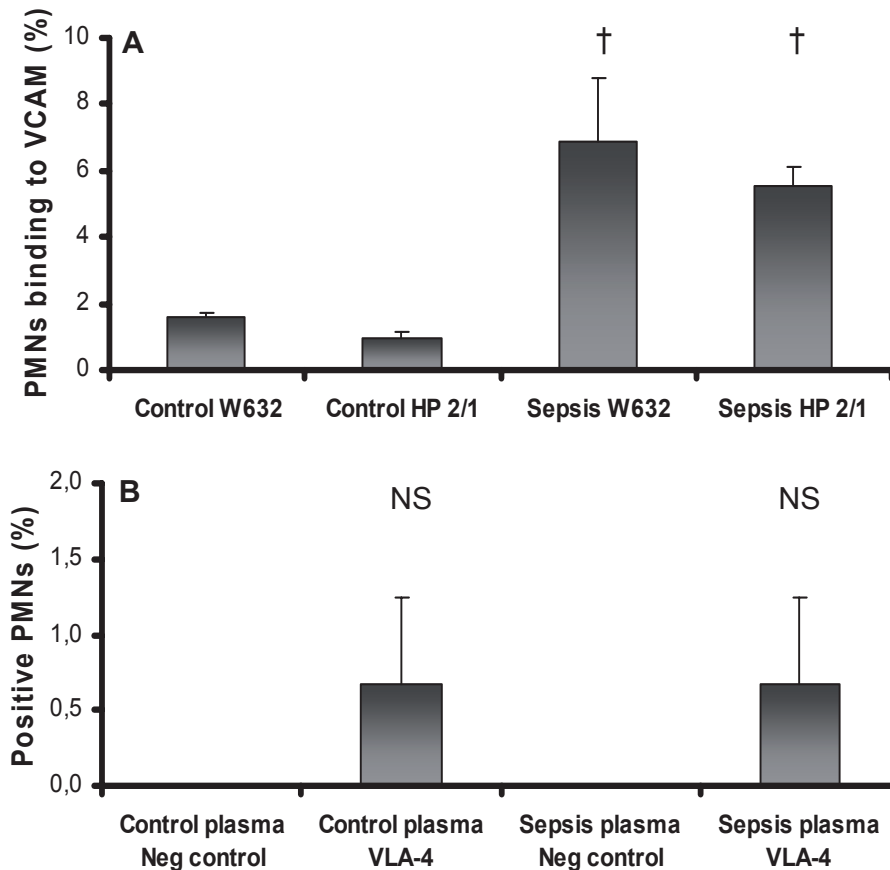 A
PMNs binding to VCAM (%)
10
8
6
4
2
0
† †
Control W632 Control HP 2/1 Sepsis W632 Sepsis HP 2/1
B
Positive PMNs (%)
2,0
1,5
1,0
0,5
0,0
NS NS
Control plasma Control plasma Sepsis plasma Sepsis plasma
Neg control VLA-4 Neg control VLA-4